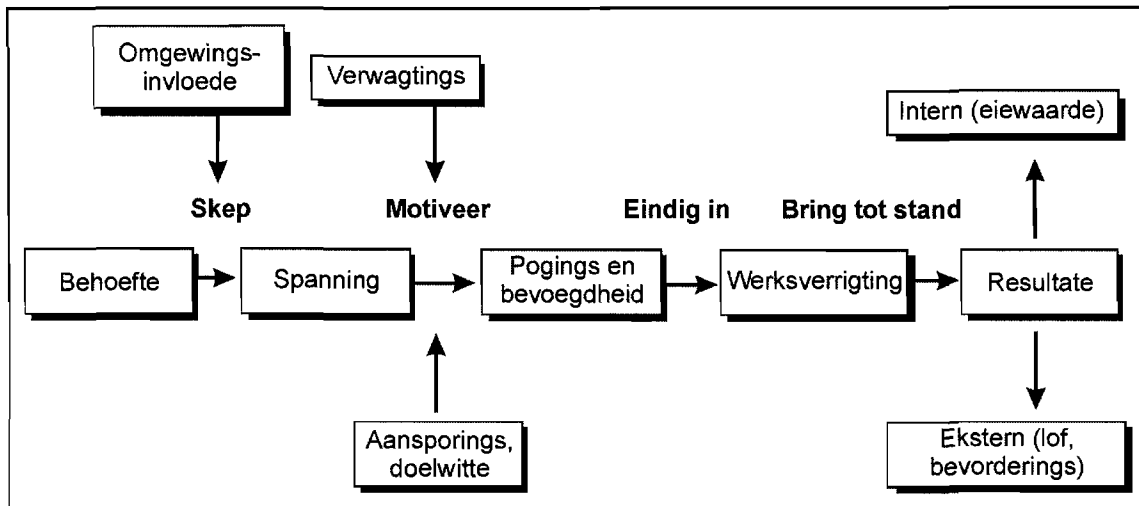 Omgewings-
invloede
Verwagtings
Intern (eiewaarde)
Skep
Motiveer
Eindig in
Bring tot stand
Behoefte
Spanning
Pogings en
bevoegdheid
Werksverrigting
Resultate
Aansporings,
doelwitte
Ekstern (lof,
bevorderings)